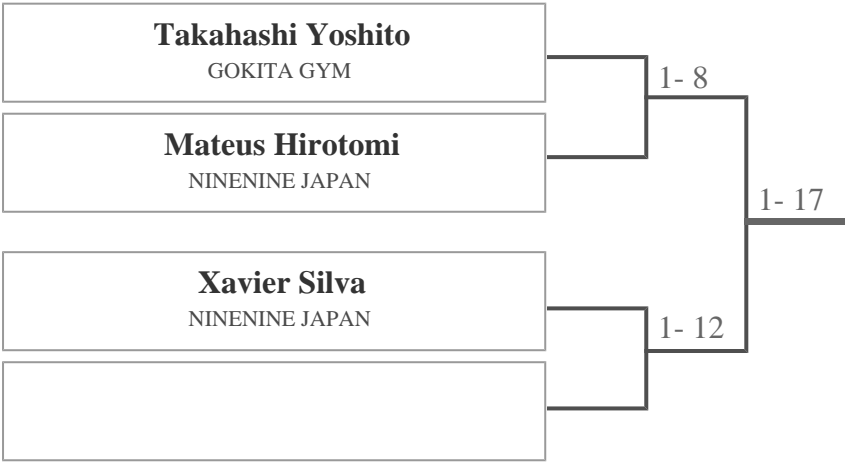 Takahashi Yoshito
GOKITA GYM
1- 8
Mateus Hirotomi
NINENINE JAPAN
1- 17
Xavier Silva
NINENINE JAPAN
1- 12